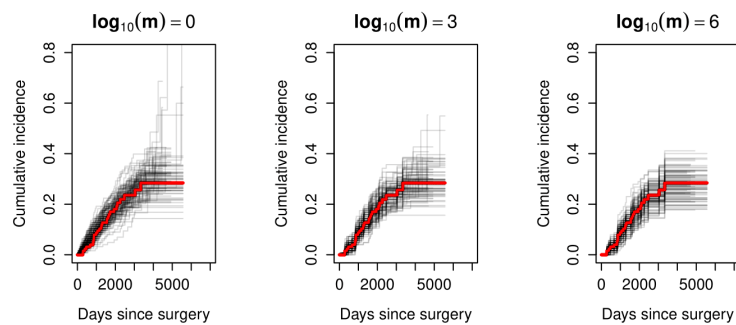 log10(m) = 0
log10(m) = 3
log10(m) = 6
Cumulative incidence
0.0 0.2 0.4 0.6 0.8
0 2000 5000
Days since surgery
Cumulative incidence
0.0 0.2 0.4 0.6 0.8
0 2000 5000
Days since surgery
Cumulative incidence
0.0 0.2 0.4 0.6 0.8
0 2000 5000
Days since surgery